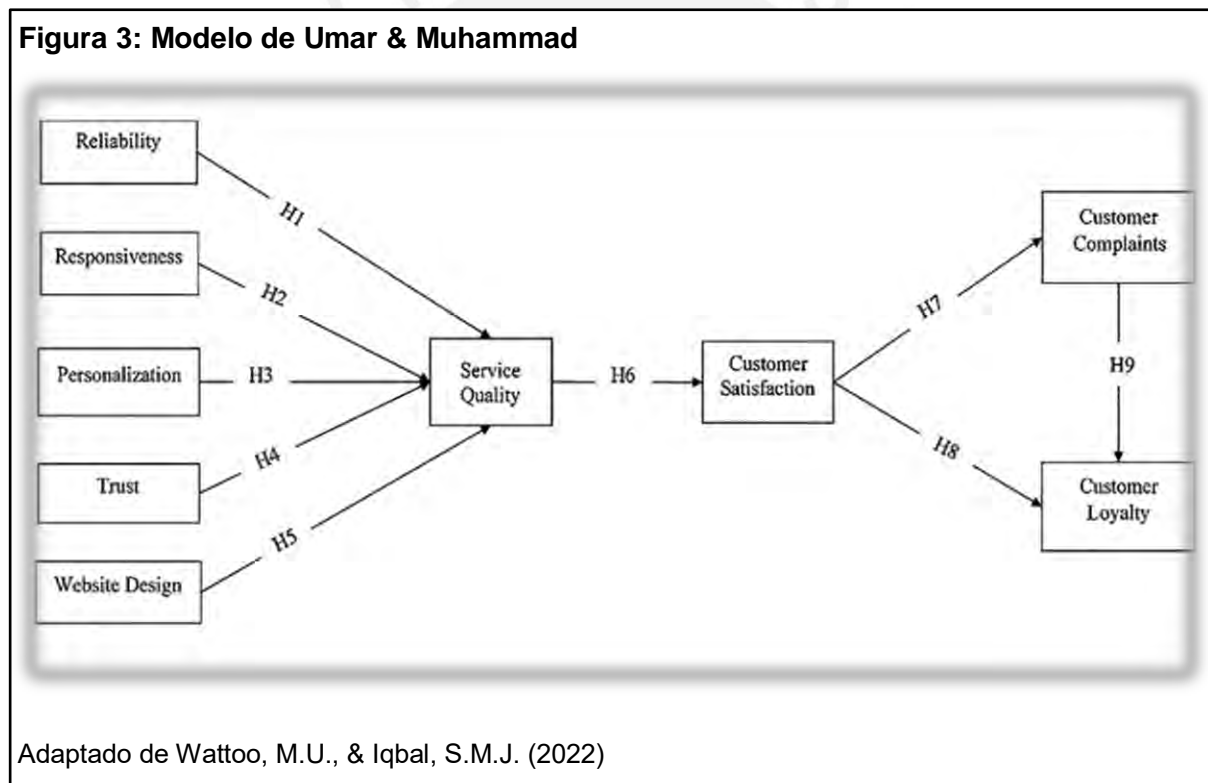 Figura 3: Modelo de Umar & Muhammad
Reliability
H1
Responsiveness
H2
Personalization
H3
Trust
H4
Website Design
H5
Service
Quality
H6
Customer
Satisfaction
H7
H8
Customer
Complaints
H9
Customer
Loyalty
Adaptado de Wattoo, M.U., & Iqbal, S.M.J. (2022)